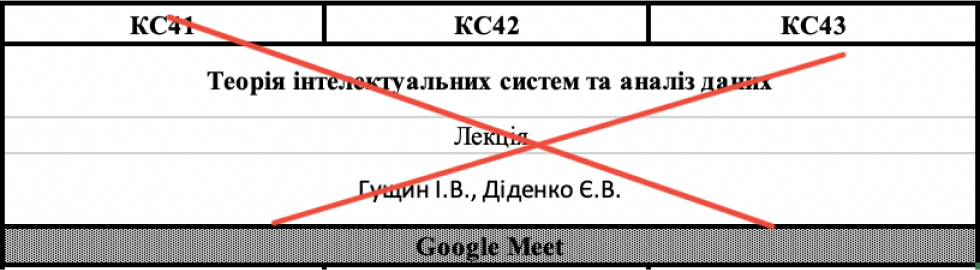 КС41 КС42 КС43
Теорія інтелектуальних систем та аналіз даних
Лекція
Гущин І.В., Діденко Є.В.
Google Meet